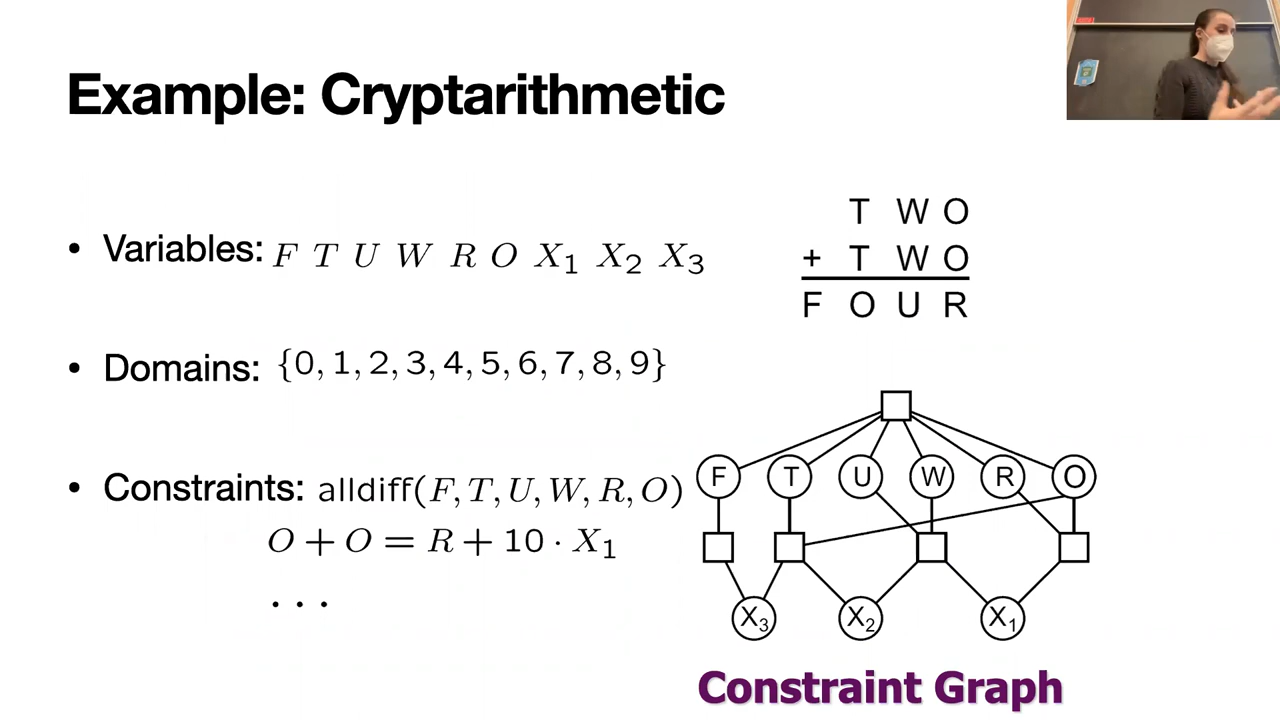 Example: Cryptarithmetic
• Variables: F T U W R O X₁ X₂ X₃
• Domains: {0, 1, 2, 3, 4, 5, 6, 7, 8, 9}
• Constraints: alldiff(F, T, U, W, R, O)
O + O = R + 10 · X₁
. . .
T W O
+ T W O
F O U R
F T U W R O
X₃ X₂ X₁
Constraint Graph